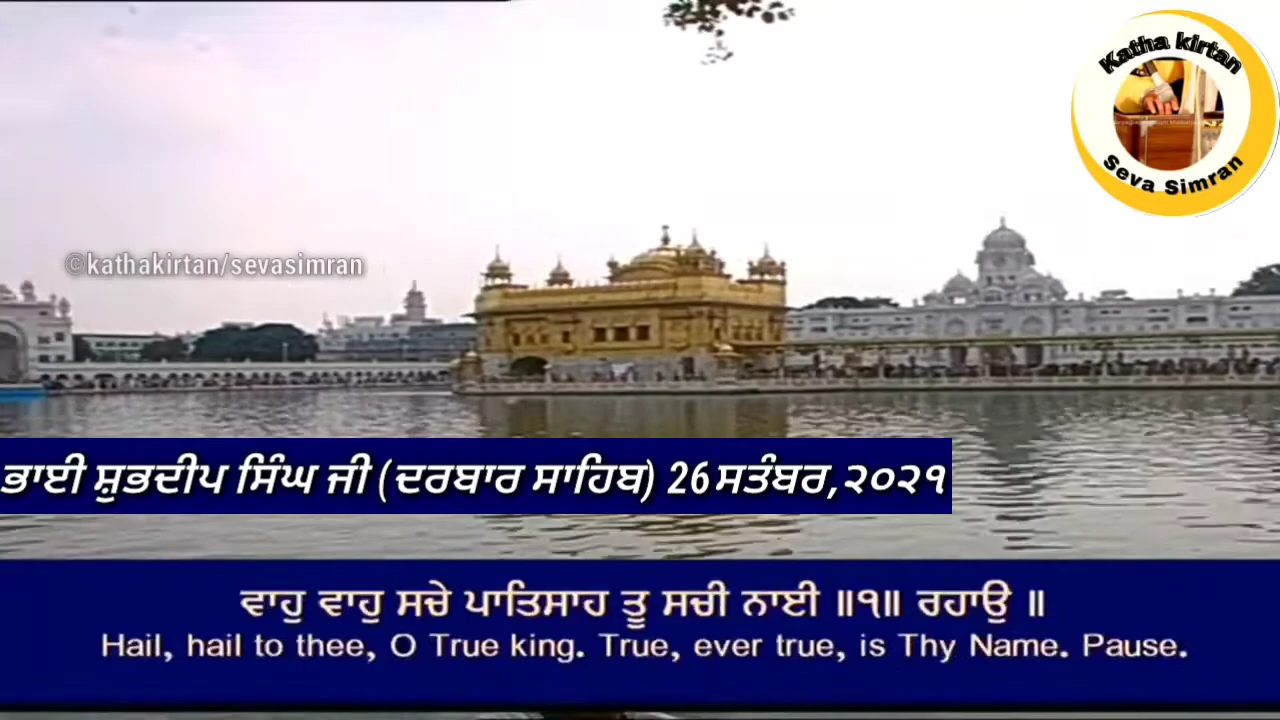 Katha kirtan
Seva Simran
©kathakirtan/sevasimran
ਭਾਈ ਸ਼ੁਭਦੀਪ ਸਿੰਘ ਜੀ (ਦਰਬਾਰ ਸਾਹਿਬ) 26 ਸਤੰਬਰ,੨੦੨੧
ਵਾਹੁ ਵਾਹੁ ਸਚੇ ਪਾਤਿਸਾਹ ਤੂ ਸਚੀ ਨਾਈ ॥੧॥ ਰਹਾਉ ॥
Hail, hail to thee, O True king. True, ever true, is Thy Name. Pause.